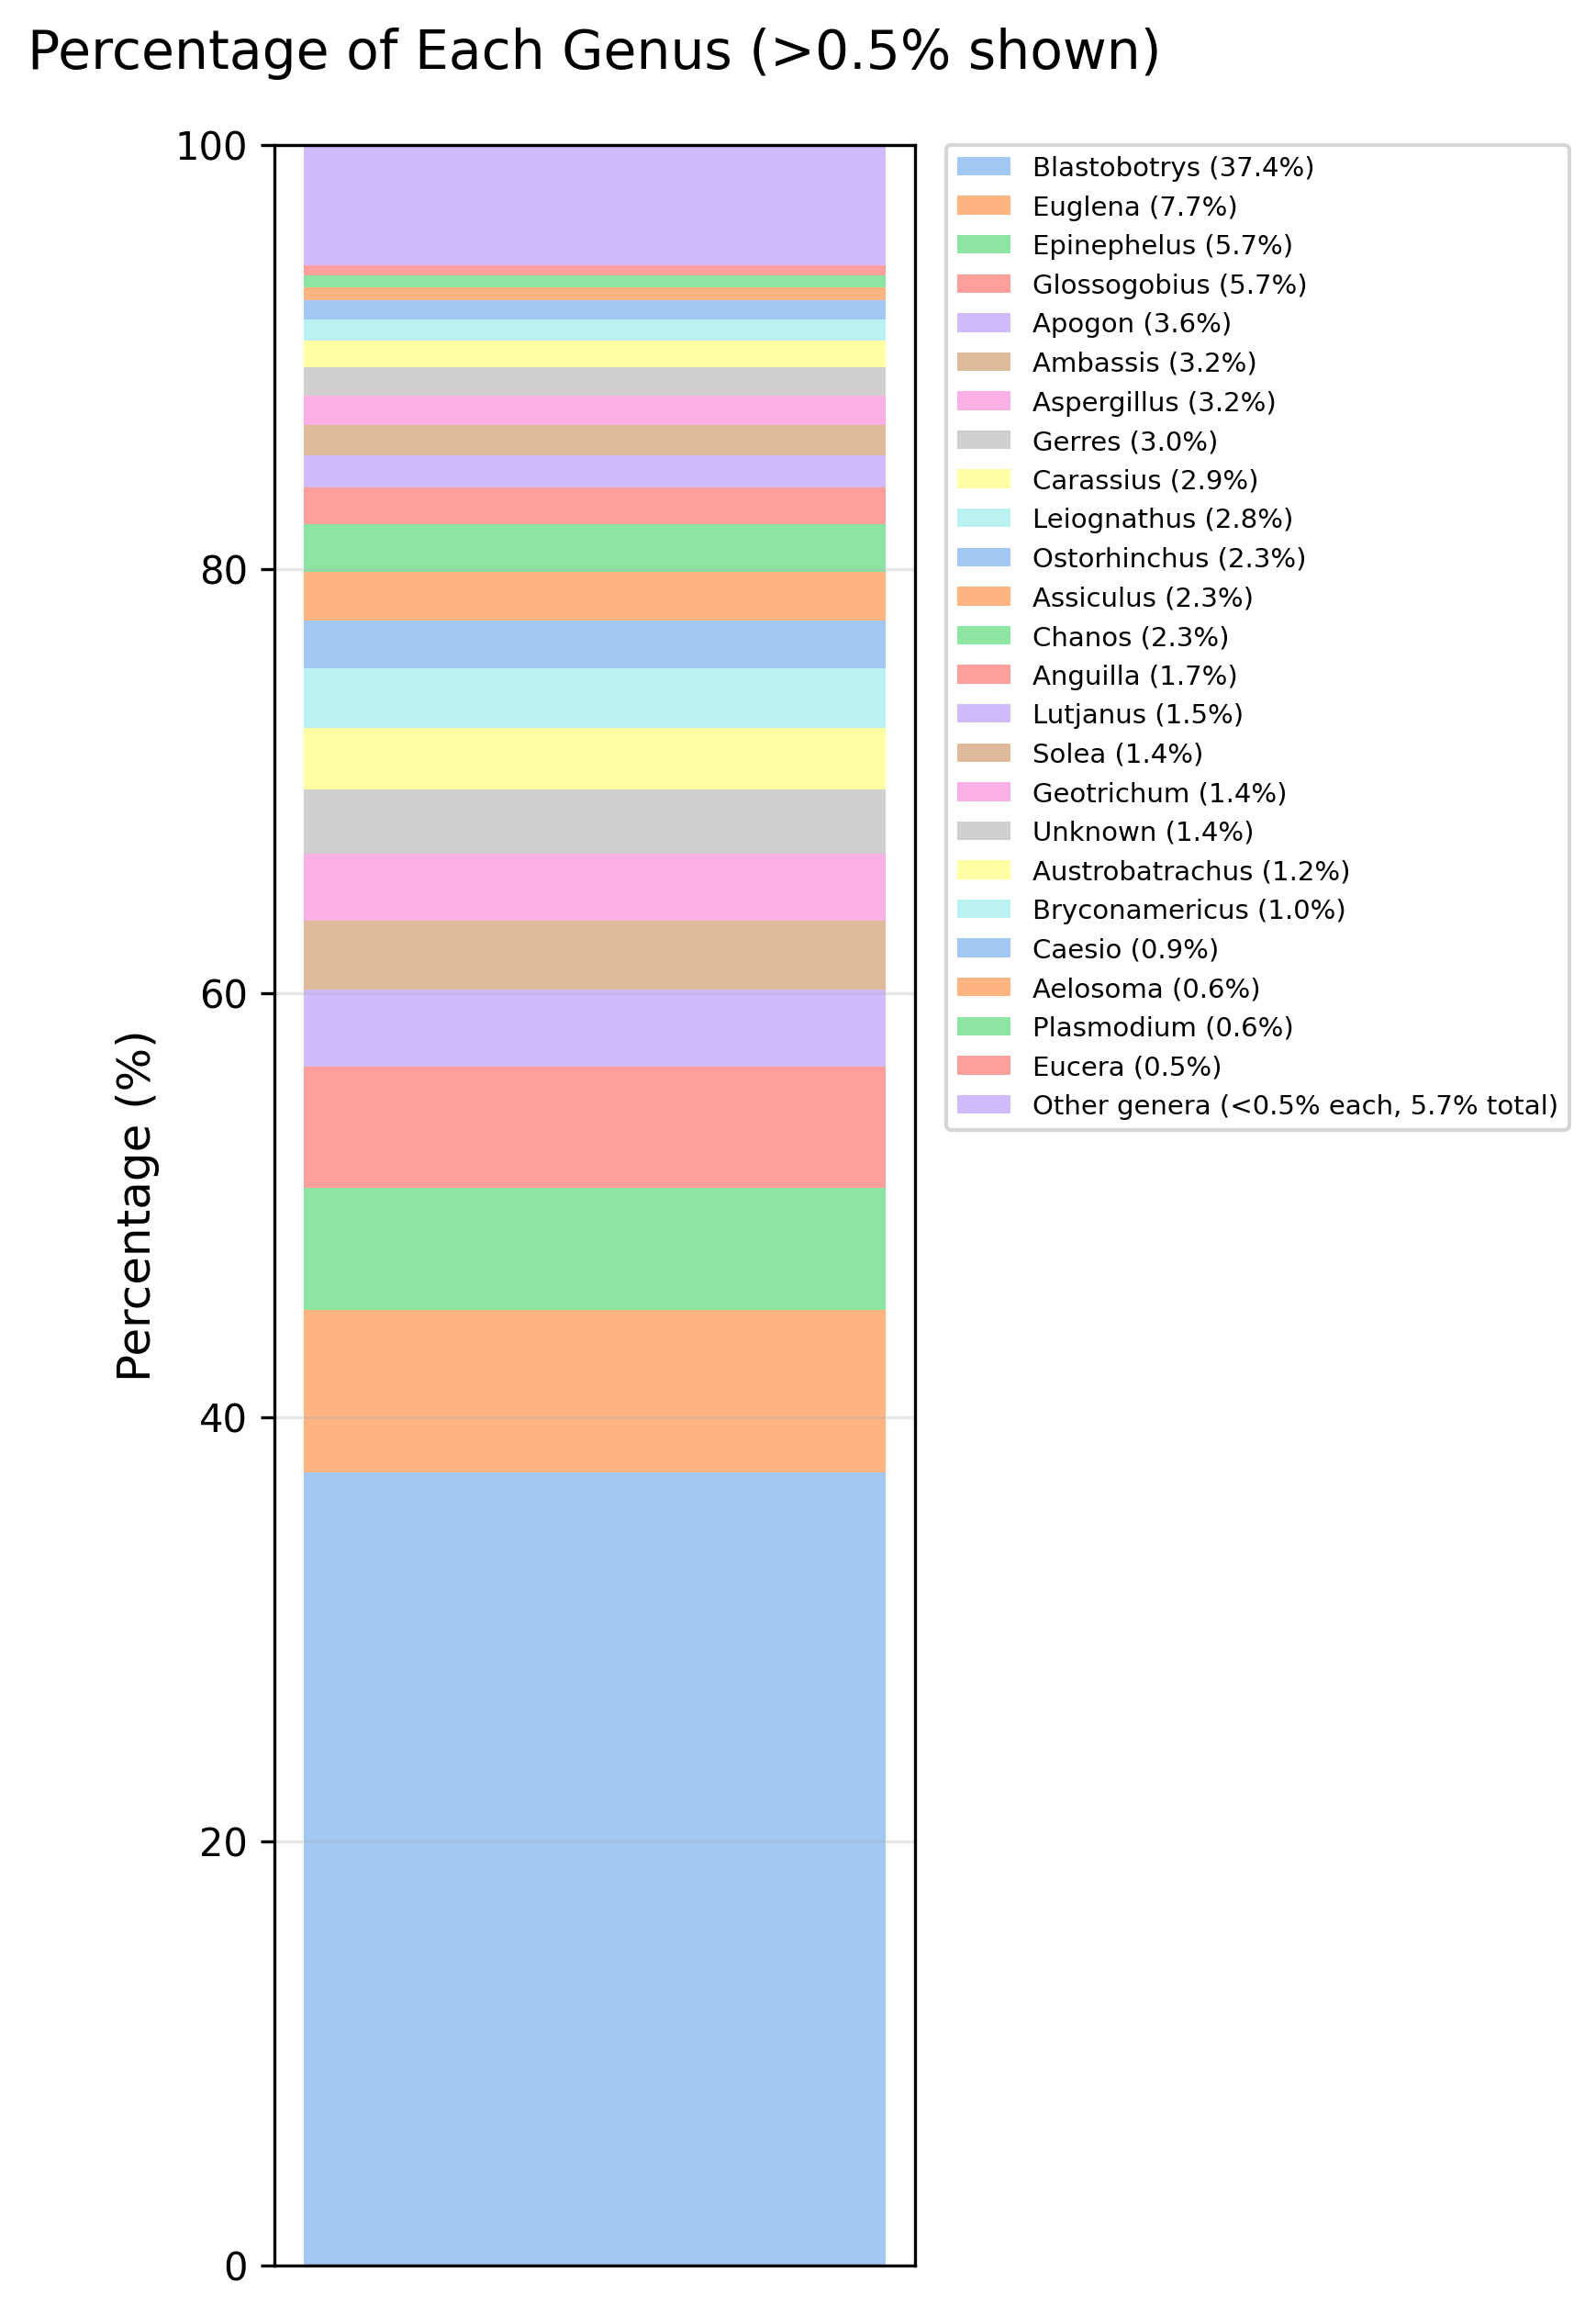 Percentage of Each Genus (>0.5% shown)
100
80
60
40
20
0
Percentage (%)
Blastobotrys (37.4%)
Euglena (7.7%)
Epinephelus (5.7%)
Glossogobius (5.7%)
Apogon (3.6%)
Ambassis (3.2%)
Aspergillus (3.2%)
Gerres (3.0%)
Carassius (2.9%)
Leiognathus (2.8%)
Ostorhinchus (2.3%)
Assiculus (2.3%)
Chanos (2.3%)
Anguilla (1.7%)
Lutjanus (1.5%)
Solea (1.4%)
Geotrichum (1.4%)
Unknown (1.4%)
Austrobatrachus (1.2%)
Bryconamericus (1.0%)
Caesio (0.9%)
Aelosoma (0.6%)
Plasmodium (0.6%)
Eucera (0.5%)
Other genera (<0.5% each, 5.7% total)